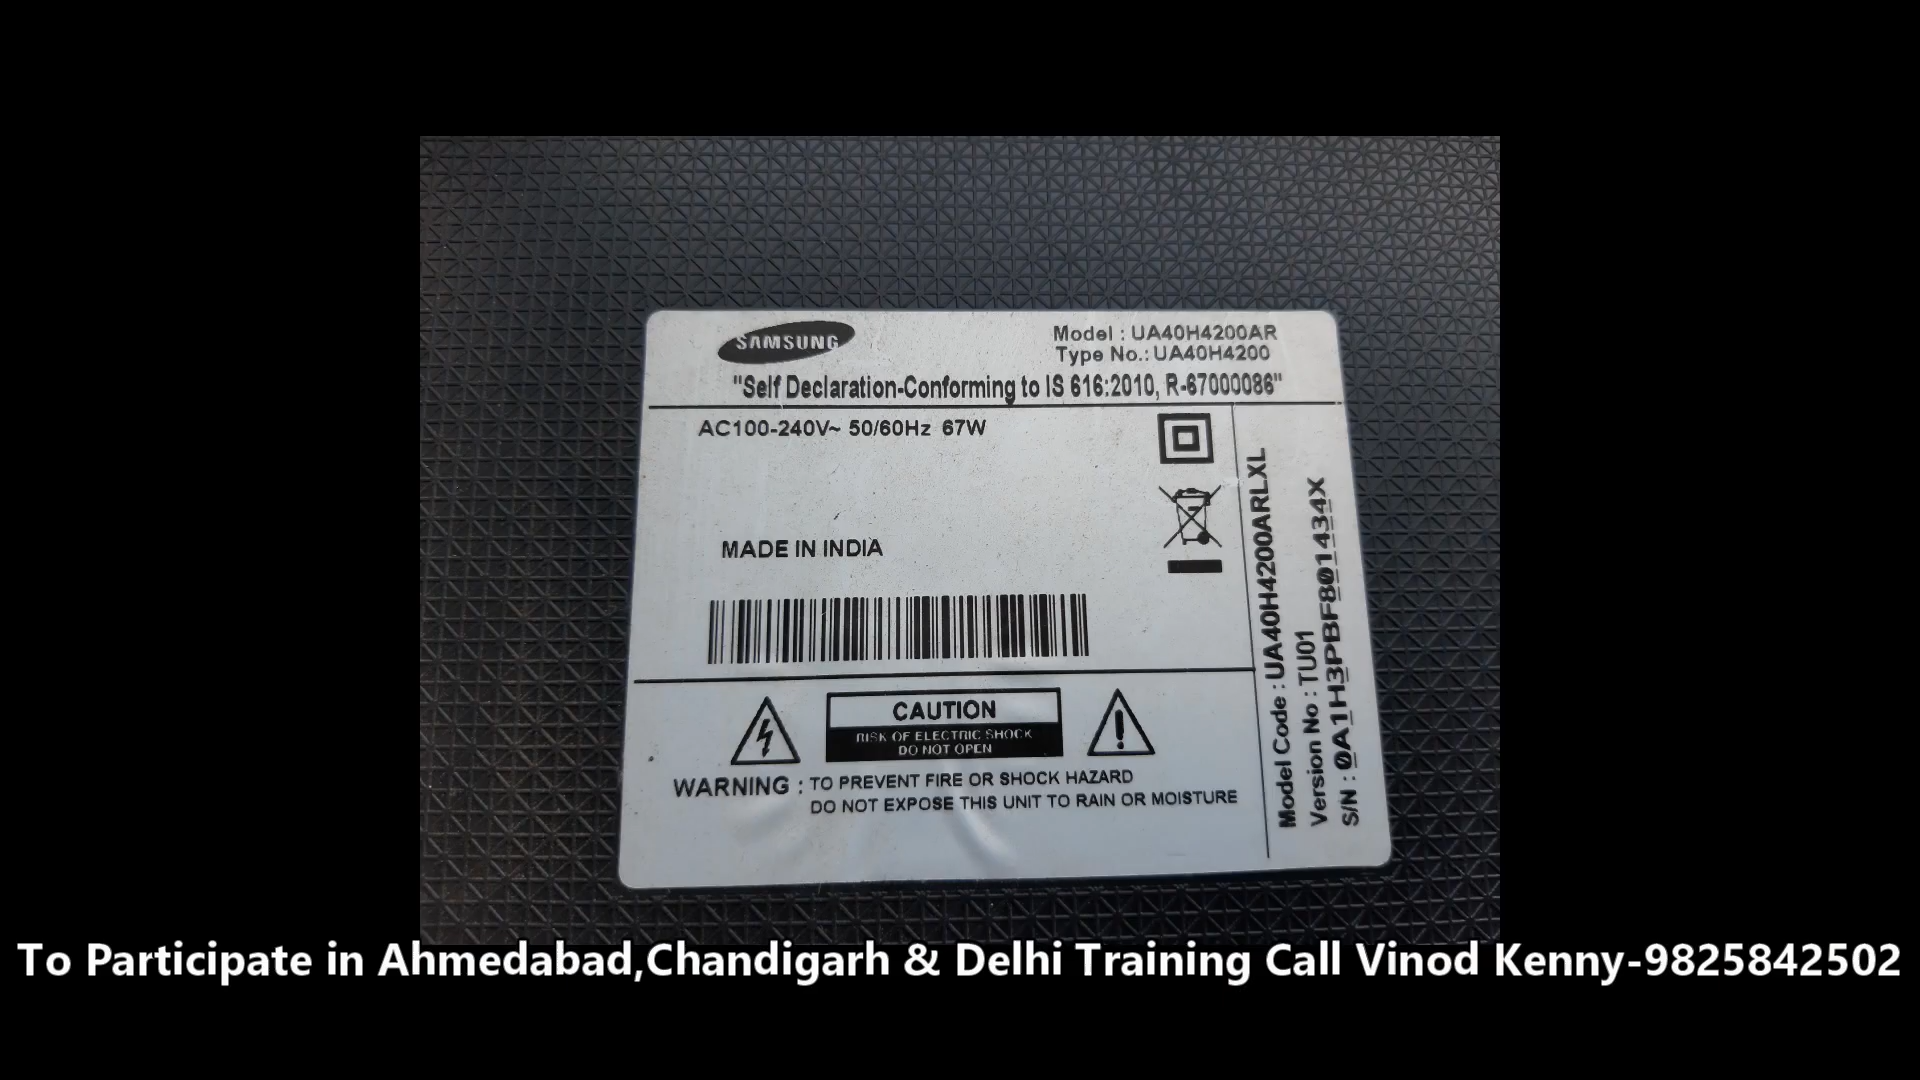 SAMSUNG
Model : UA40H4200AR
Type No.: UA40H4200
"Self Declaration-Conforming to IS 616:2010, R-67000086"
AC100-240V~ 50/60Hz 67W
MADE IN INDIA
CAUTION
RISK OF ELECTRIC SHOCK
DO NOT OPEN
WARNING : TO PREVENT FIRE OR SHOCK HAZARD
DO NOT EXPOSE THIS UNIT TO RAIN OR MOISTURE
Model Code : UA40H4200ARLXL
Version No : TU01
S/N : 0A1H3PBF801434X
To Participate in Ahmedabad,Chandigarh & Delhi Training Call Vinod Kenny-9825842502